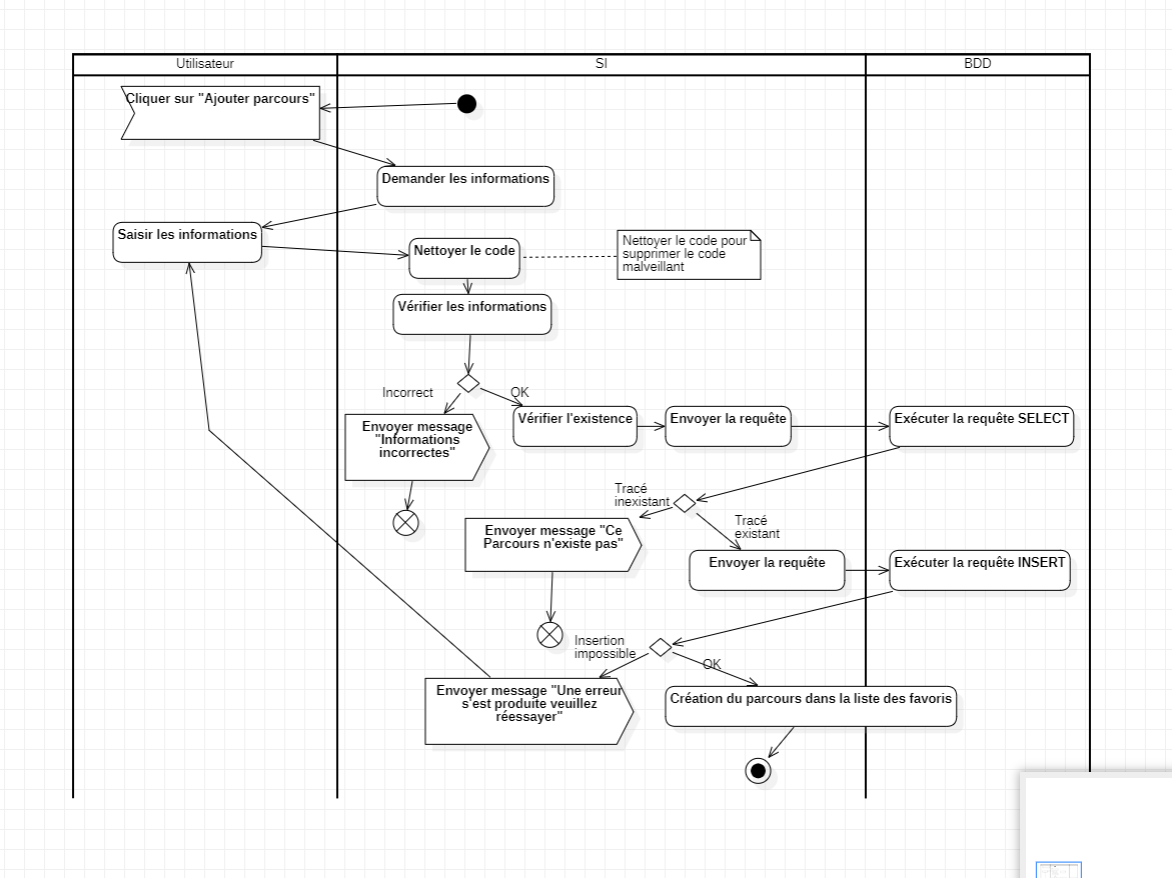 Utilisateur
SI
BDD
Cliquer sur "Ajouter parcours"
Demander les informations
Saisir les informations
Nettoyer le code
Nettoyer le code pour
supprimer le code
malveillant
Vérifier les informations
Incorrect
OK
Envoyer message
"Informations
incorrectes"
Vérifier l'existence
Envoyer la requête
Exécuter la requête SELECT
Tracé
inexistant
Envoyer message "Ce
Parcours n'existe pas"
Tracé
existant
Envoyer la requête
Exécuter la requête INSERT
Insertion
impossible
OK
Envoyer message "Une erreur
s'est produite veuillez
réessayer"
Création du parcours dans la liste des favoris